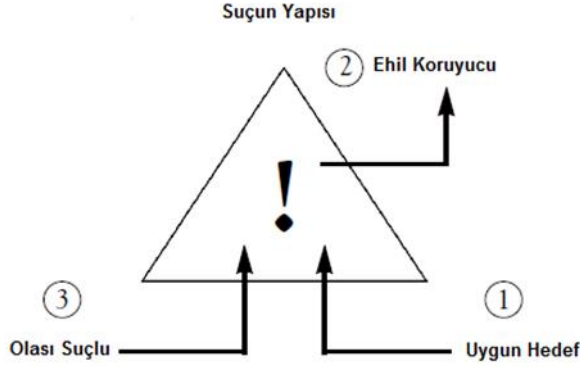 Suçun Yapısı
2 Ehil Koruyucu
!
3
1
Olası Suçlu
Uygun Hedef